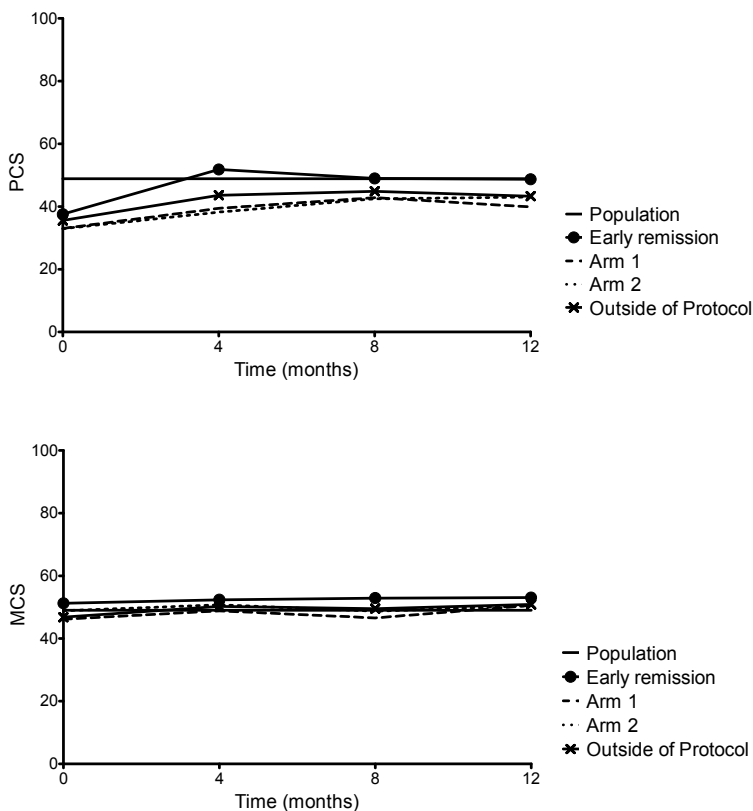 100
80
60
40
20
0
PCS
0 4 8 12
Time (months)
Population
Early remission
Arm 1
Arm 2
Outside of Protocol
100
80
60
40
20
0
MCS
0 4 8 12
Time (months)
Population
Early remission
Arm 1
Arm 2
Outside of Protocol